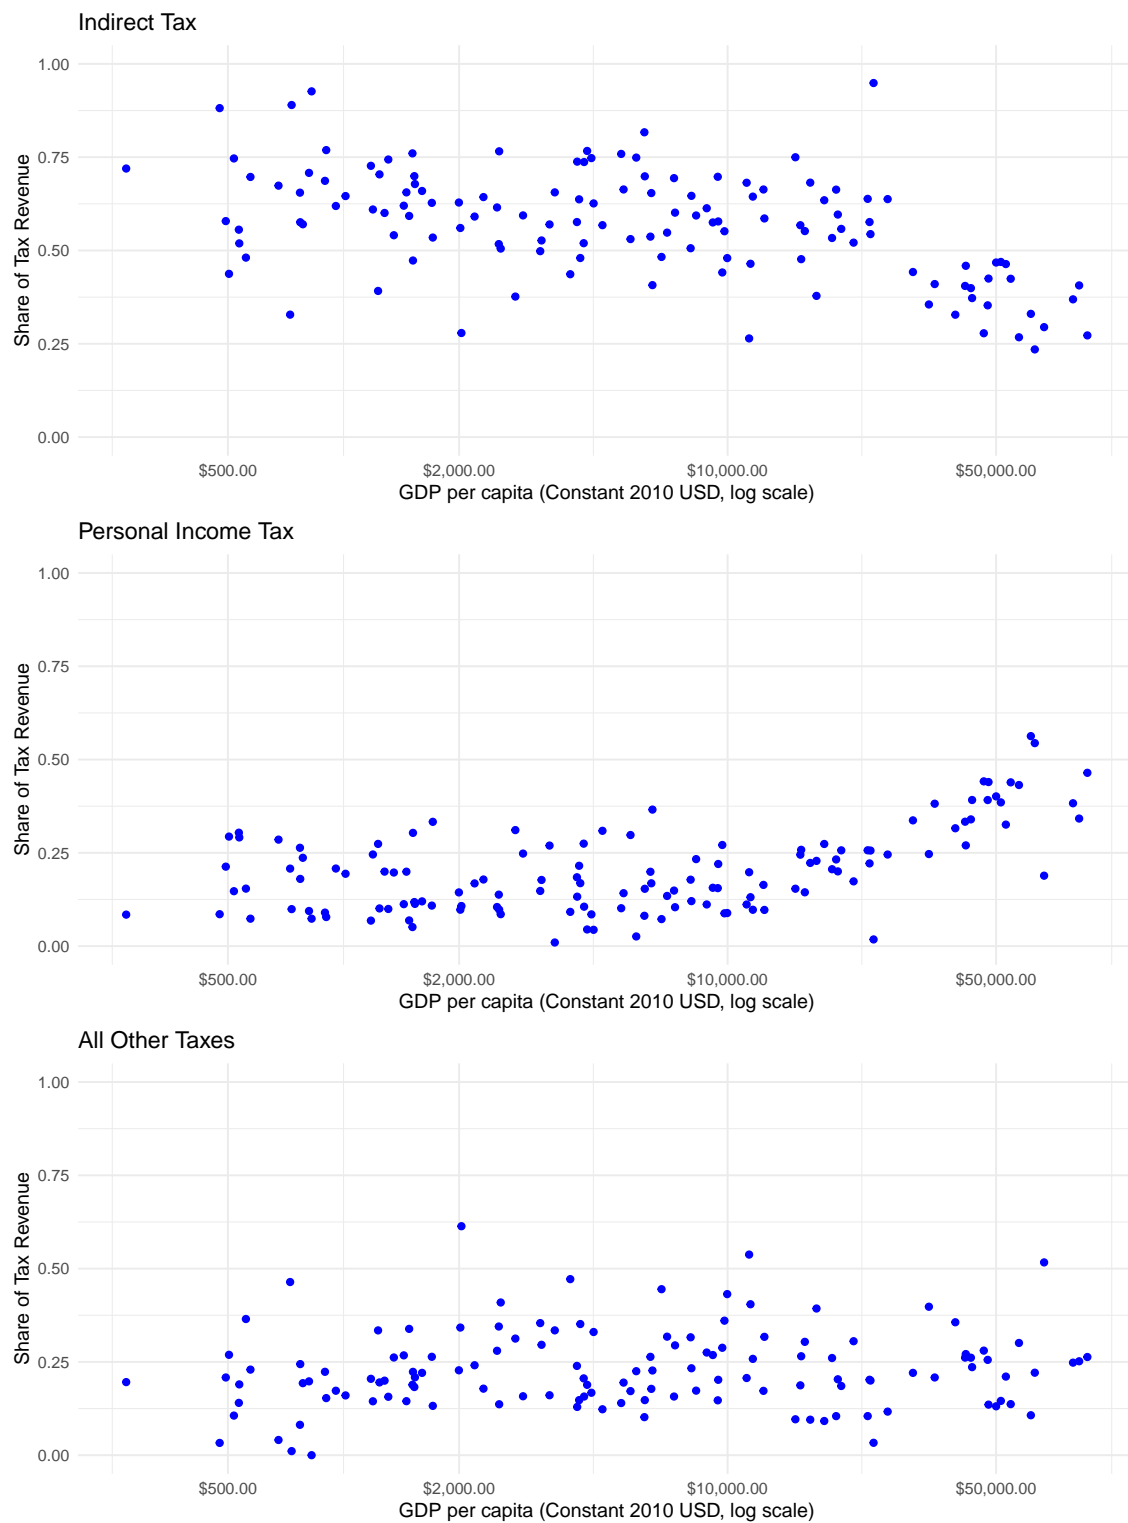 Indirect Tax
1.00
0.75
0.50
0.25
0.00
Share of Tax Revenue
$500.00 $2,000.00 $10,000.00 $50,000.00
GDP per capita (Constant 2010 USD, log scale)
Personal Income Tax
1.00
0.75
0.50
0.25
0.00
Share of Tax Revenue
$500.00 $2,000.00 $10,000.00 $50,000.00
GDP per capita (Constant 2010 USD, log scale)
All Other Taxes
1.00
0.75
0.50
0.25
0.00
Share of Tax Revenue
$500.00 $2,000.00 $10,000.00 $50,000.00
GDP per capita (Constant 2010 USD, log scale)